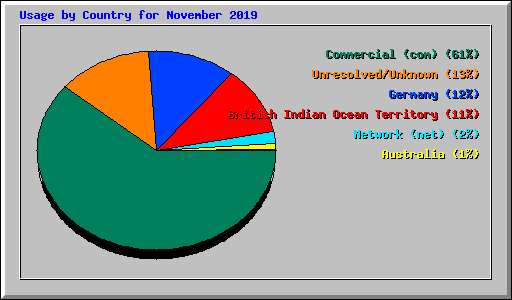 Usage by Country for November 2019
Commercial (com) (61%)
Unresolved/Unknown (13%)
Germany (12%)
British Indian Ocean Territory (11%)
Network (net) (2%)
Australia (1%)